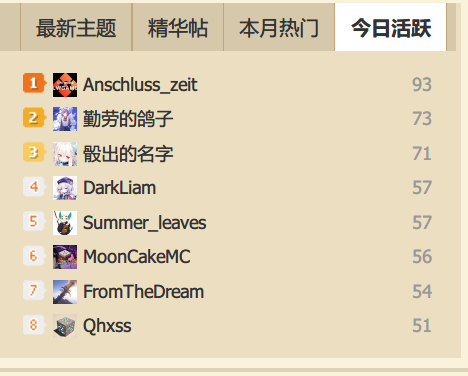 最新主题 精华帖 本月热门 今日活跃
1 Anschluss_zeit 93
2 勤劳的鸽子 73
3 骰出的名字 71
4 DarkLiam 57
5 Summer_leaves 57
6 MoonCakeMC 56
7 FromTheDream 54
8 Qhxss 51